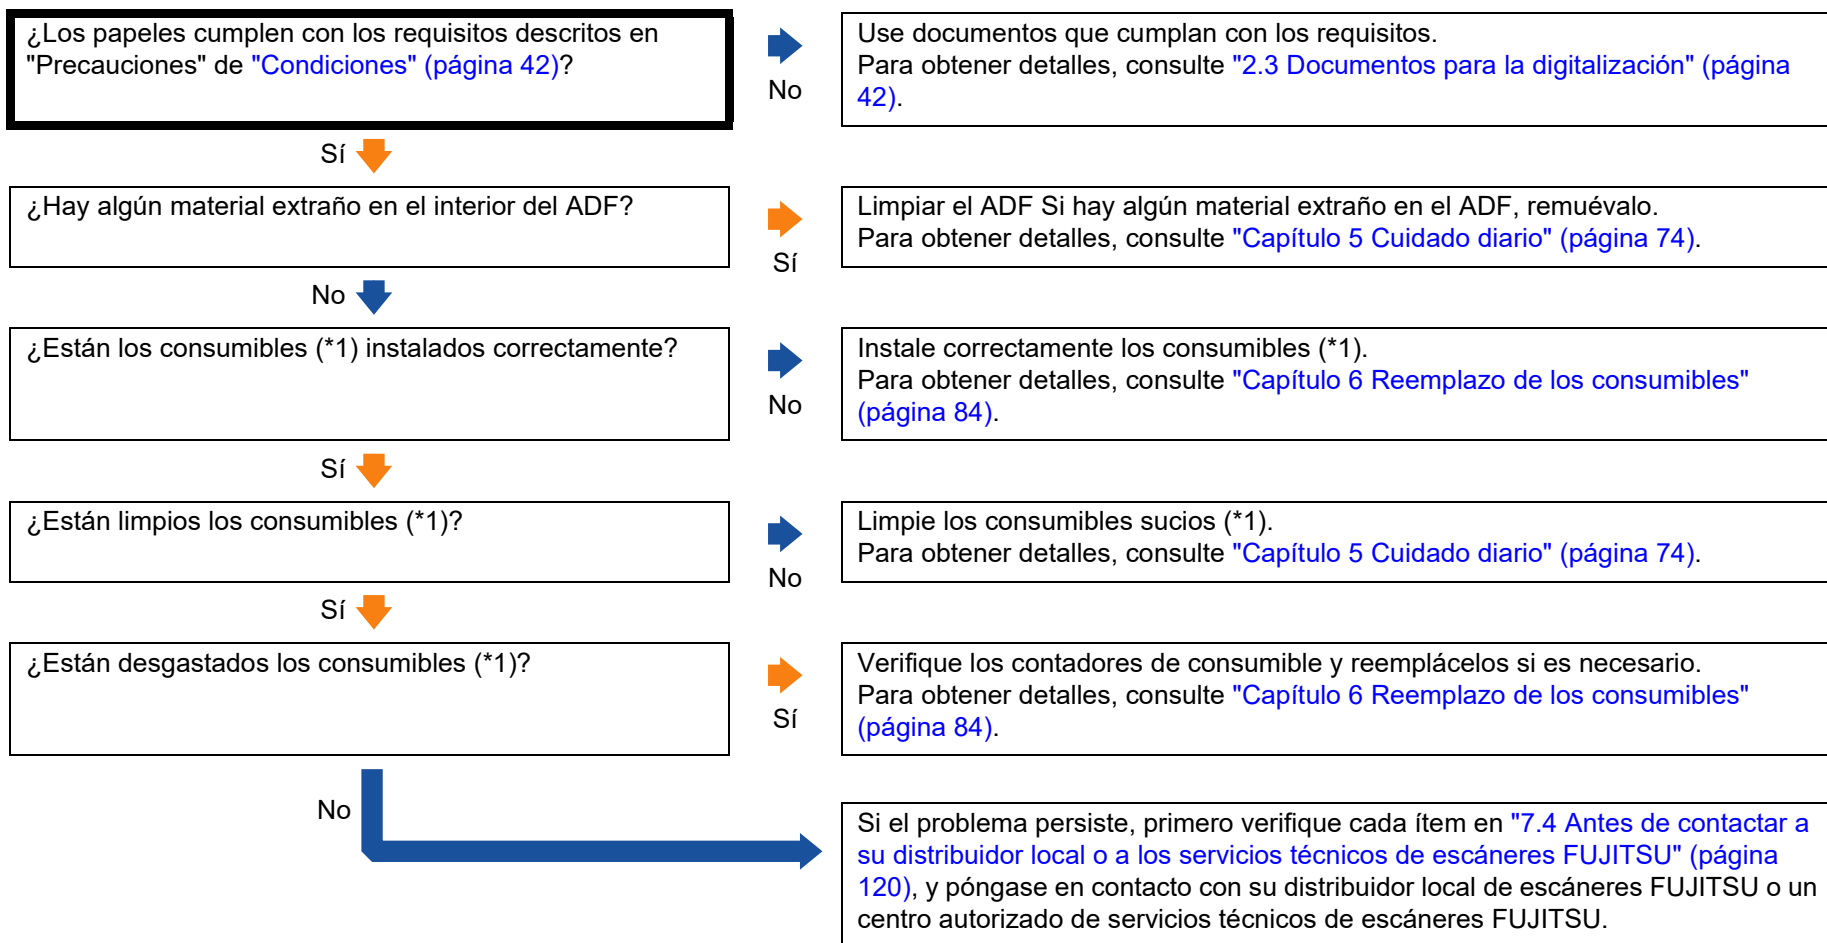 ¿Los papeles cumplen con los requisitos descritos en
"Precauciones" de "Condiciones" (página 42)?
No
Use documentos que cumplan con los requisitos.
Para obtener detalles, consulte "2.3 Documentos para la digitalización" (página
42).
Sí
¿Hay algún material extraño en el interior del ADF?
Sí
Limpiar el ADF Si hay algún material extraño en el ADF, remuévalo.
Para obtener detalles, consulte "Capítulo 5 Cuidado diario" (página 74).
No
¿Están los consumibles (*1) instalados correctamente?
No
Instale correctamente los consumibles (*1).
Para obtener detalles, consulte "Capítulo 6 Reemplazo de los consumibles"
(página 84).
Sí
¿Están limpios los consumibles (*1)?
No
Limpie los consumibles sucios (*1).
Para obtener detalles, consulte "Capítulo 5 Cuidado diario" (página 74).
Sí
¿Están desgastados los consumibles (*1)?
Sí
Verifique los contadores de consumible y reemplácelos si es necesario.
Para obtener detalles, consulte "Capítulo 6 Reemplazo de los consumibles"
(página 84).
No
Si el problema persiste, primero verifique cada ítem en "7.4 Antes de contactar a
su distribuidor local o a los servicios técnicos de escáneres FUJITSU" (página
120), y póngase en contacto con su distribuidor local de escáneres FUJITSU o un
centro autorizado de servicios técnicos de escáneres FUJITSU.